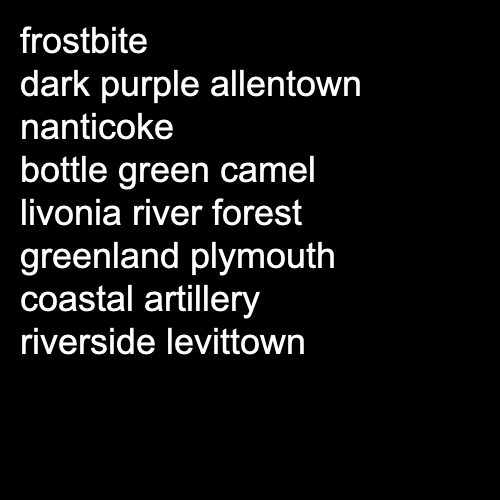 frostbite
dark purple allentown
nanticoke
bottle green camel
livonia river forest
greenland plymouth
coastal artillery
riverside levittown